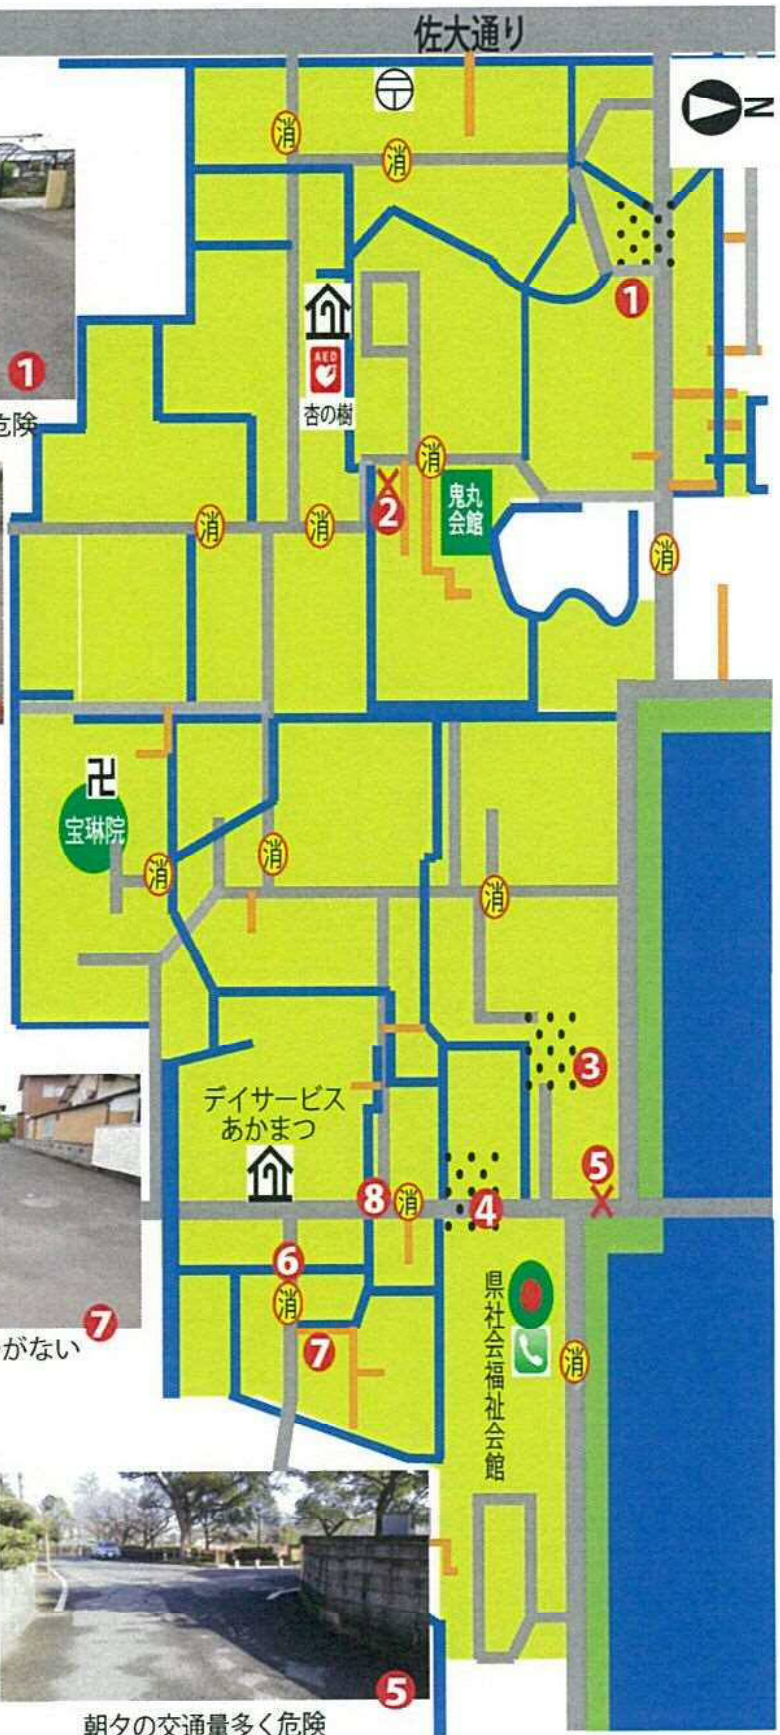 佐大通り
N
消
消
1
危険
1
AED
杏の樹
消
2
鬼丸
会館
消
消
消
卍
宝琳院
消
消
消
3
デイサービス
あかまつ
5
8
消
4
6
消
7
県社会福祉会館
消
7
がない
5
朝夕の交通量多く危険